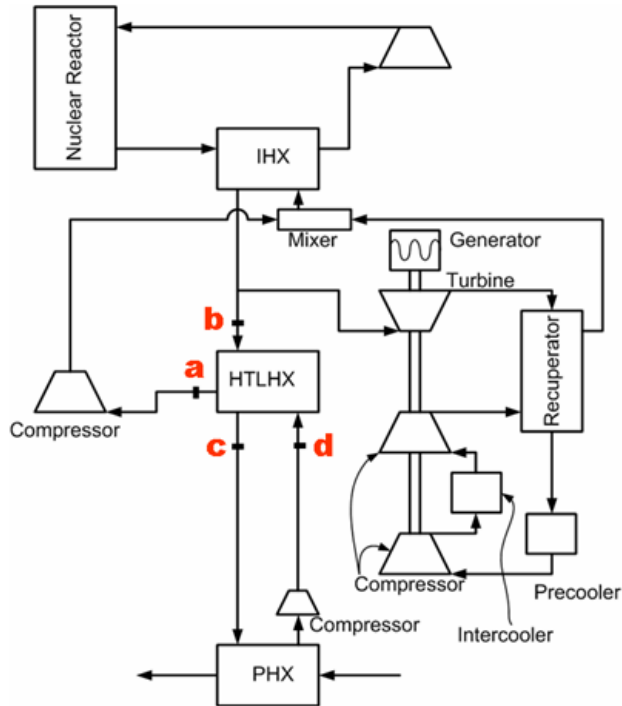 Nuclear Reactor
IHX
Mixer
Generator
Turbine
b
a
HTLHX
Recuperator
Compressor
c
d
Compressor
Precooler
Compressor
Intercooler
PHX